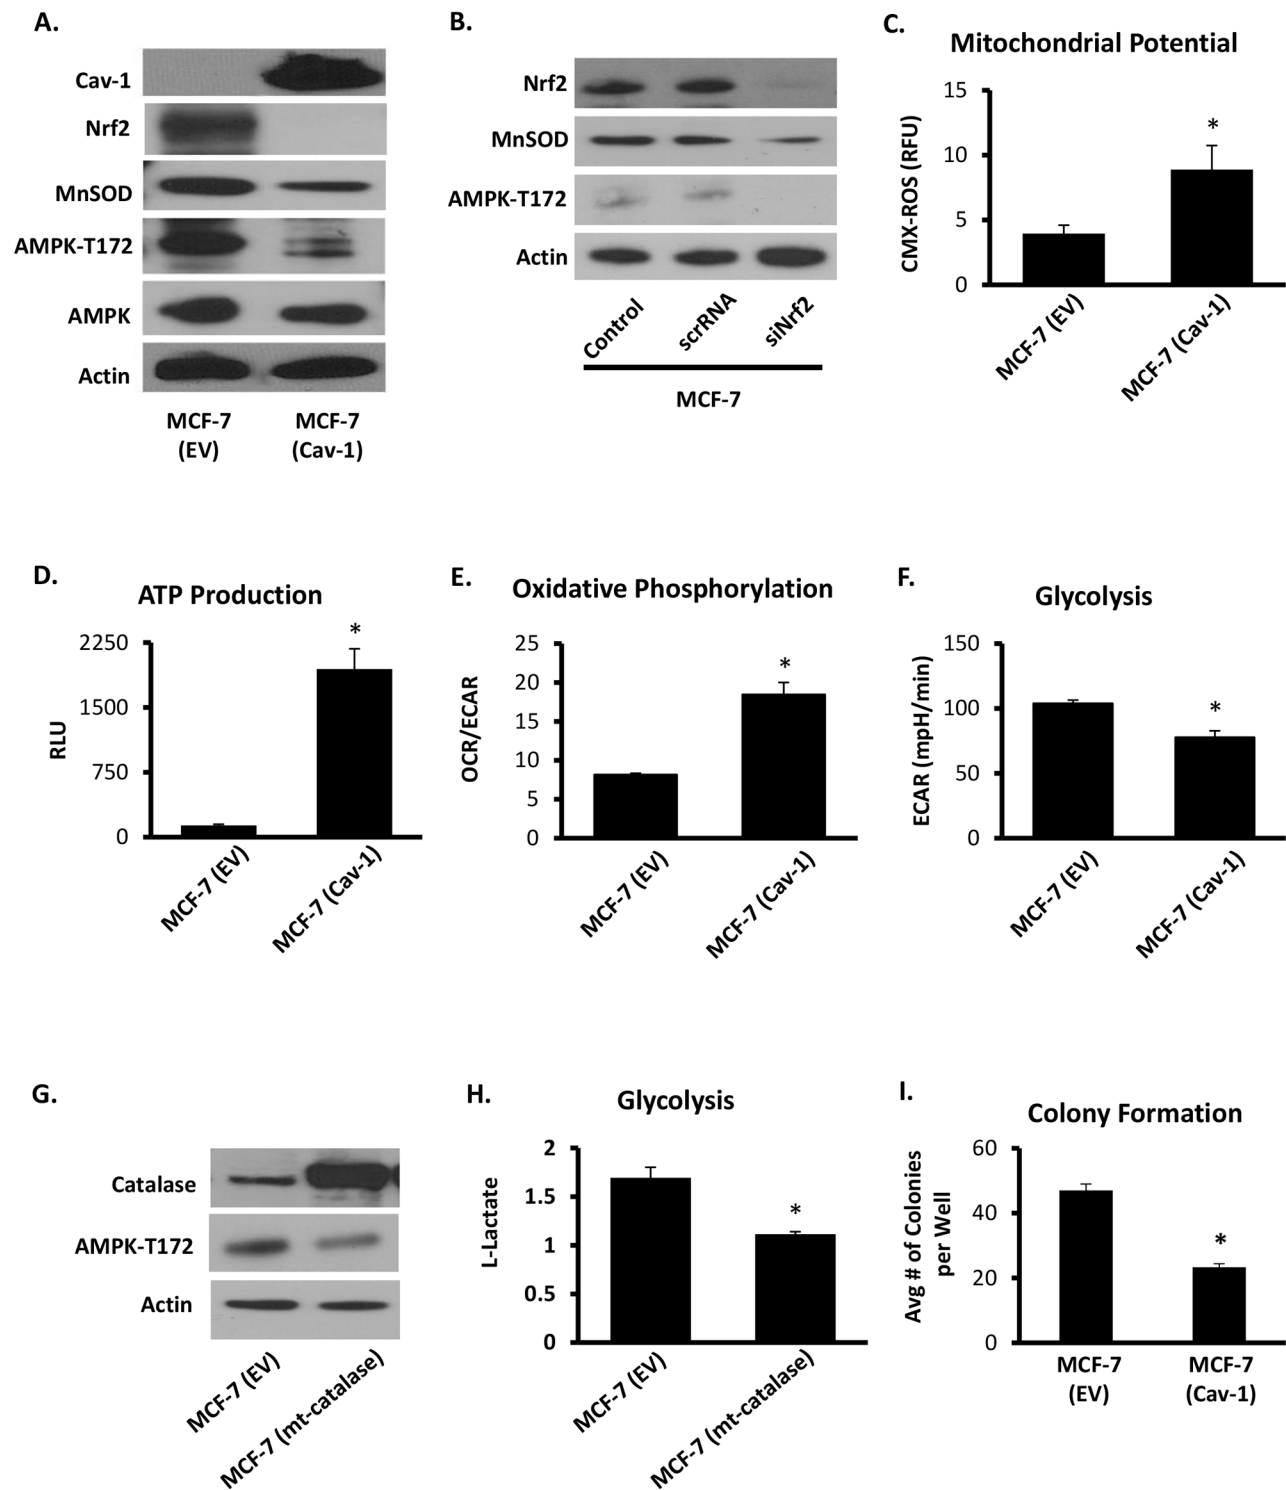 A.
Cav-1
Nrf2
MnSOD
AMPK-T172
AMPK
Actin
MCF-7
(EV)
MCF-7
(Cav-1)
B.
Nrf2
MnSOD
AMPK-T172
Actin
Control
scrRNA
siNrf2
MCF-7
C.
Mitochondrial Potential
CMX-ROS (RFU)
15
10
5
0
*
MCF-7 (EV)
MCF-7 (Cav-1)
D.
ATP Production
RLU
2250
1500
750
0
*
MCF-7 (EV)
MCF-7 (Cav-1)
E.
Oxidative Phosphorylation
OCR/ECAR
25
20
15
10
5
0
*
MCF-7 (EV)
MCF-7 (Cav-1)
F.
Glycolysis
ECAR (mpH/min)
150
100
50
0
*
MCF-7 (EV)
MCF-7 (Cav-1)
G.
Catalase
AMPK-T172
Actin
MCF-7 (EV)
MCF-7 (mt-catalase)
H.
Glycolysis
L-Lactate
2
1.5
1
0.5
0
*
MCF-7 (EV)
MCF-7 (mt-catalase)
I.
Colony Formation
Avg # of Colonies
per Well
60
40
20
0
*
MCF-7
(EV)
MCF-7
(Cav-1)